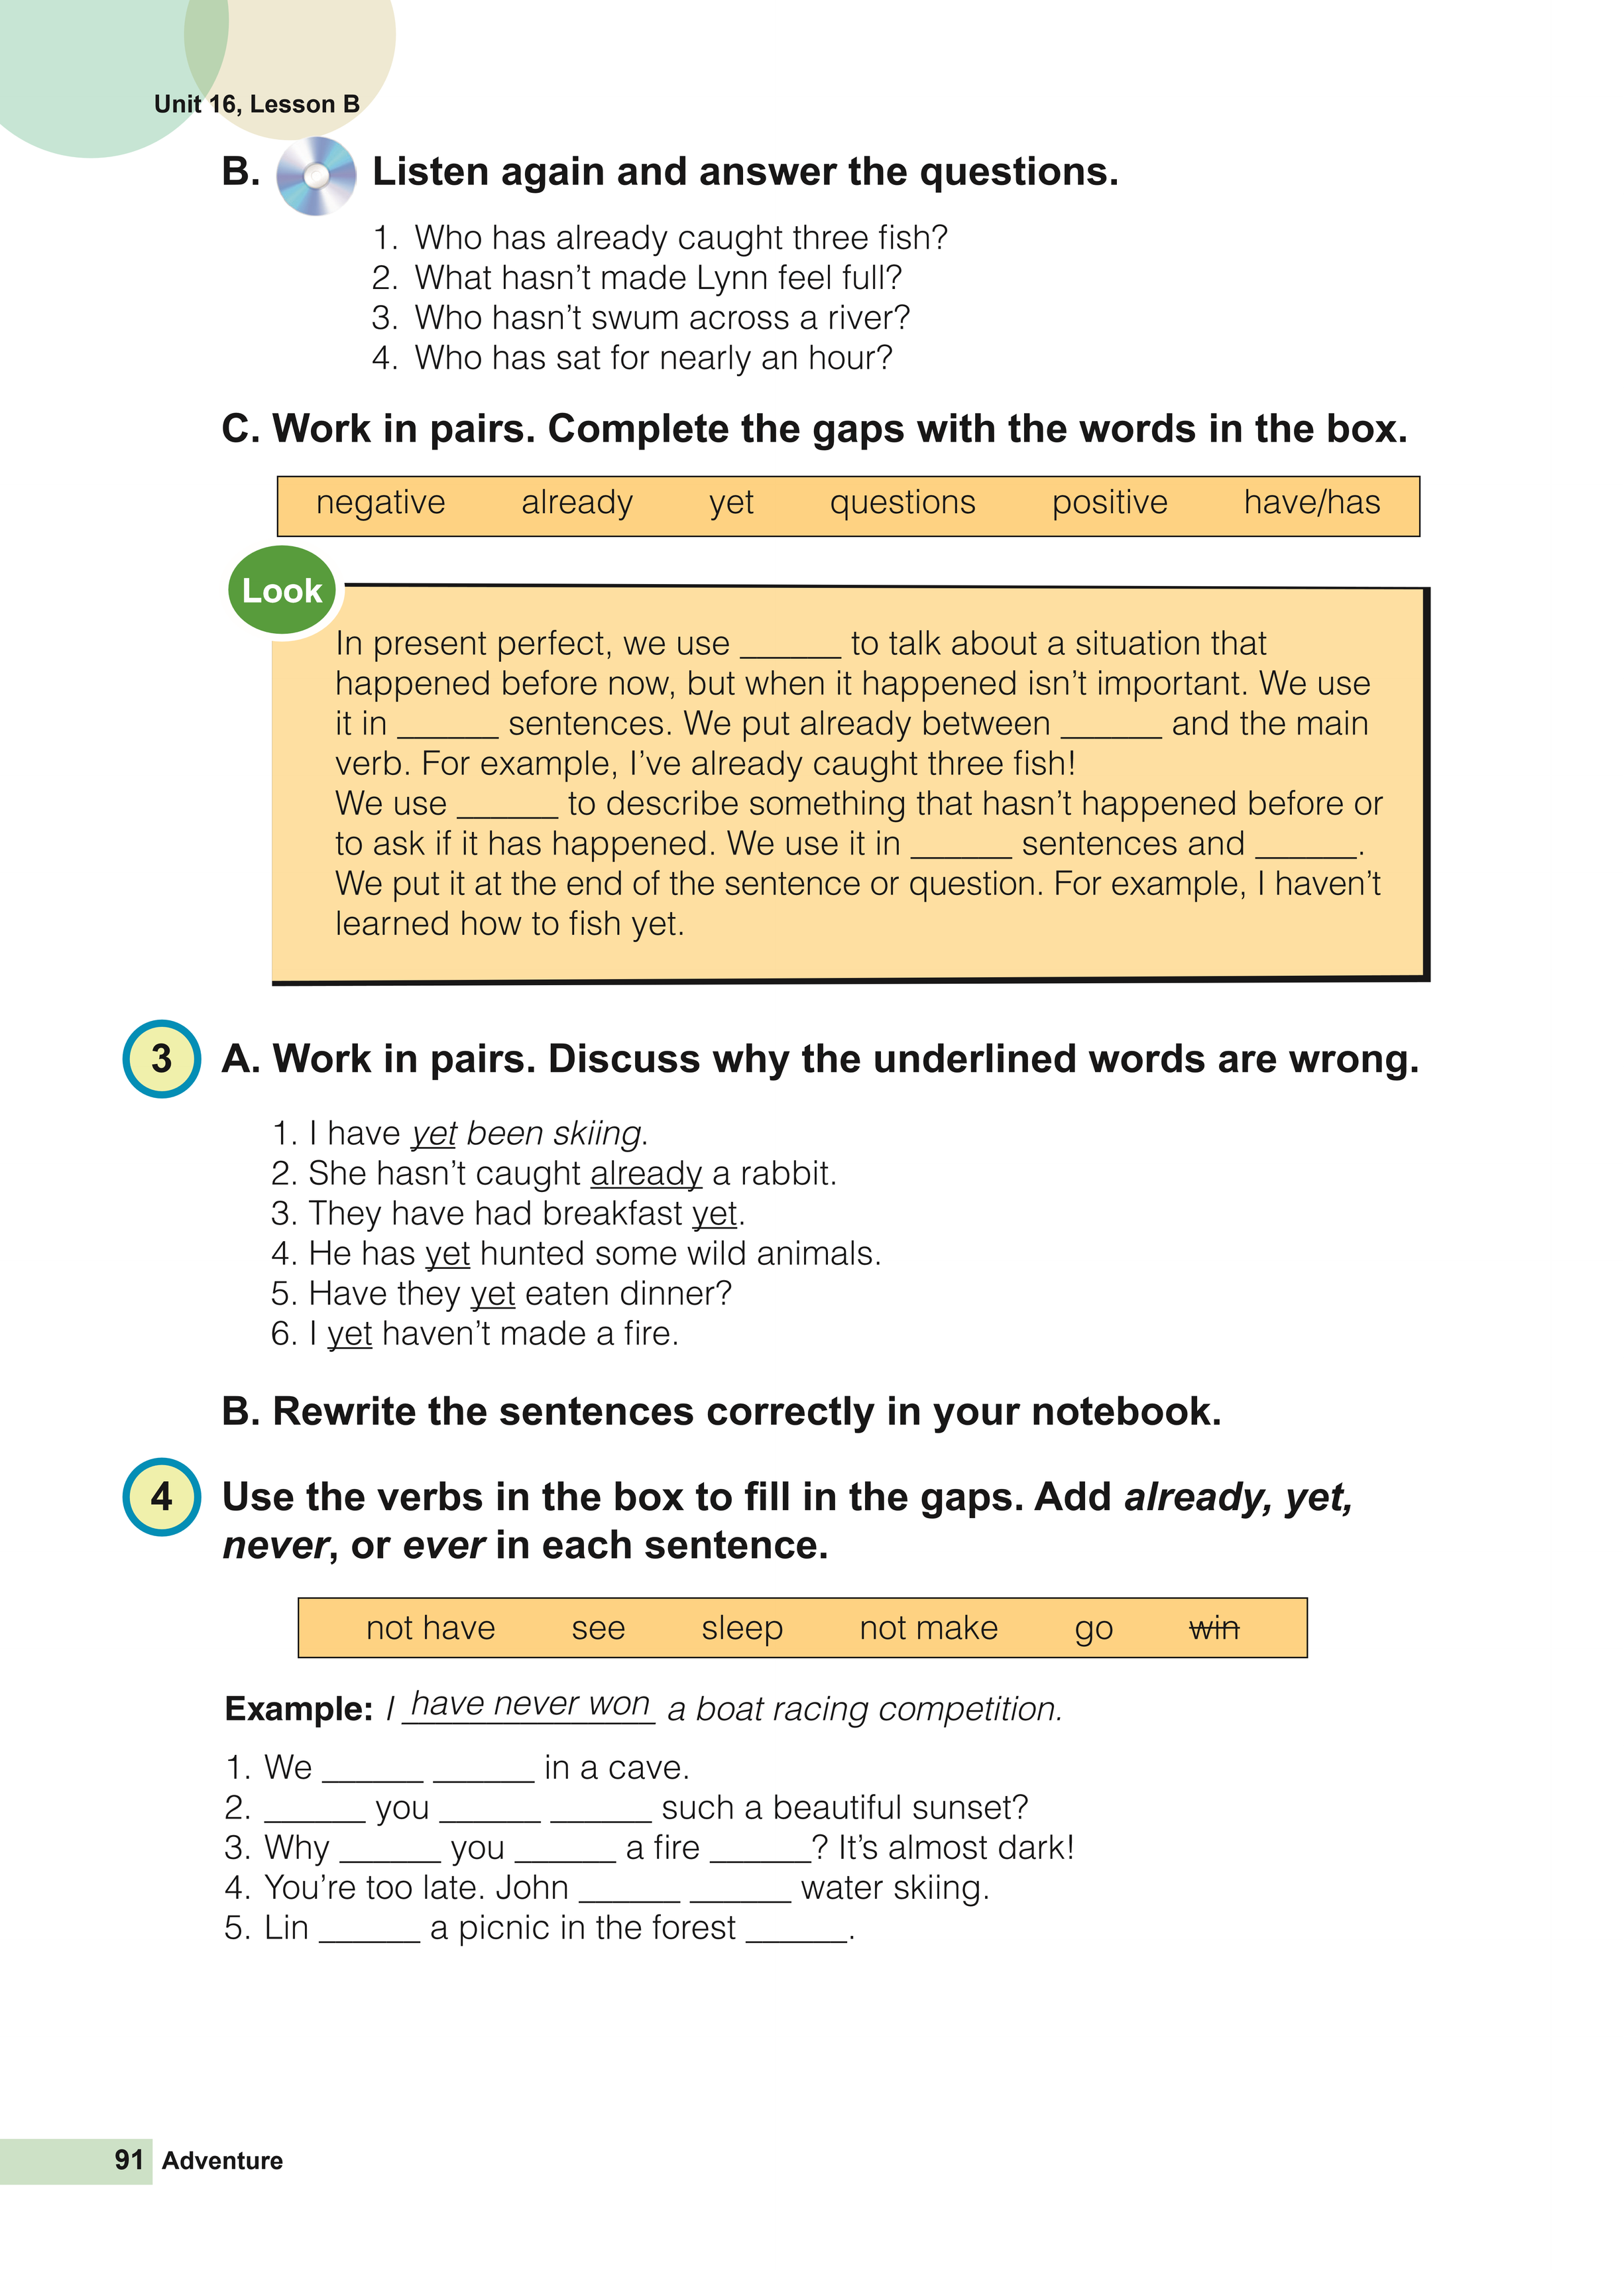 Unit 16, Lesson B
B. Listen again and answer the questions.
1. Who has already caught three fish?
2. What hasn’t made Lynn feel full?
3. Who hasn’t swum across a river?
4. Who has sat for nearly an hour?
C. Work in pairs. Complete the gaps with the words in the box.
negative already yet questions positive have/has
Look
In present perfect, we use ______ to talk about a situation that
happened before now, but when it happened isn’t important. We use
it in ______ sentences. We put already between ______ and the main
verb. For example, I’ve already caught three fish!
We use ______ to describe something that hasn’t happened before or
to ask if it has happened. We use it in ______ sentences and ______.
We put it at the end of the sentence or question. For example, I haven’t
learned how to fish yet.
3 A. Work in pairs. Discuss why the underlined words are wrong.
1. I have yet been skiing.
2. She hasn’t caught already a rabbit.
3. They have had breakfast yet.
4. He has yet hunted some wild animals.
5. Have they yet eaten dinner?
6. I yet haven’t made a fire.
B. Rewrite the sentences correctly in your notebook.
4 Use the verbs in the box to fill in the gaps. Add already, yet,
never, or ever in each sentence.
not have see sleep not make go win
Example: I have never won a boat racing competition.
1. We ______ ______ in a cave.
2. ______ you ______ ______ such a beautiful sunset?
3. Why ______ you ______ a fire ______? It’s almost dark!
4. You’re too late. John ______ ______ water skiing.
5. Lin ______ a picnic in the forest ______.
91 Adventure